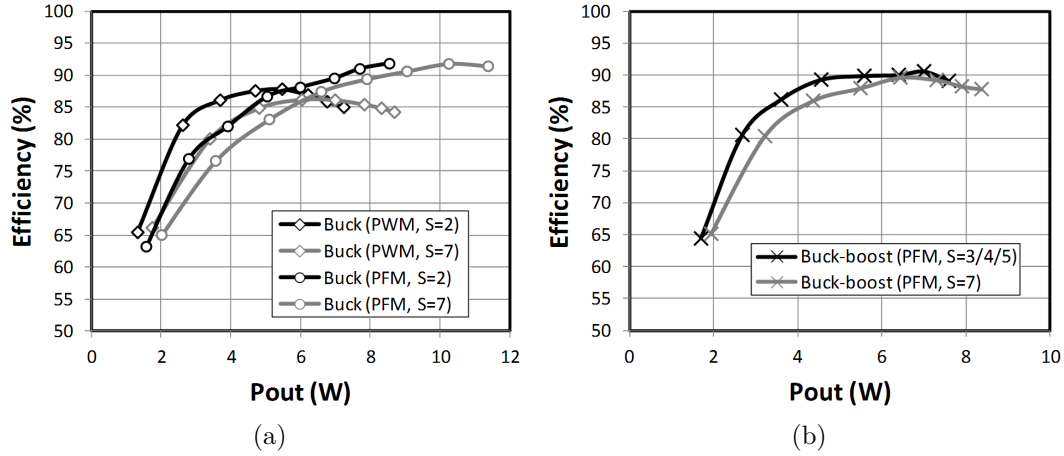 100
95
90
85
80
75
70
65
60
55
50
Efficiency (%)
Buck (PWM, S=2)
Buck (PWM, S=7)
Buck (PFM, S=2)
Buck (PFM, S=7)
0 2 4 6 8 10 12
Pout (W)
(a)
100
95
90
85
80
75
70
65
60
55
50
Efficiency (%)
Buck-boost (PFM, S=3/4/5)
Buck-boost (PFM, S=7)
0 2 4 6 8 10
Pout (W)
(b)